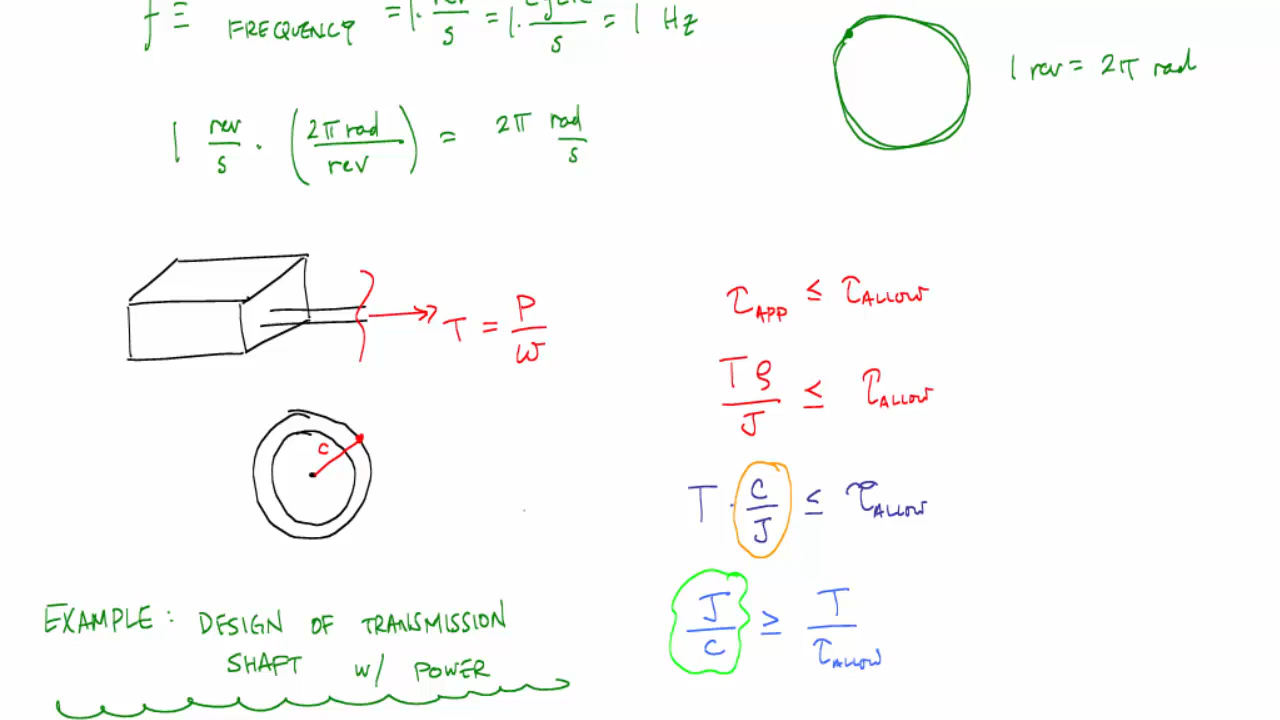 f ≡ FREQUENCY = 1 · rev/s = 1 · cycle/s = 1 Hz
1 rev = 2π rad
1 rev/s · (2π rad/rev) = 2π rad/s
T = P/ω
τAPP ≤ τALLOW
Tρ/J ≤ τALLOW
C
T · C/J ≤ τALLOW
J/C ≥ T/τALLOW
EXAMPLE: DESIGN OF TRANSMISSION
SHAFT W/ POWER